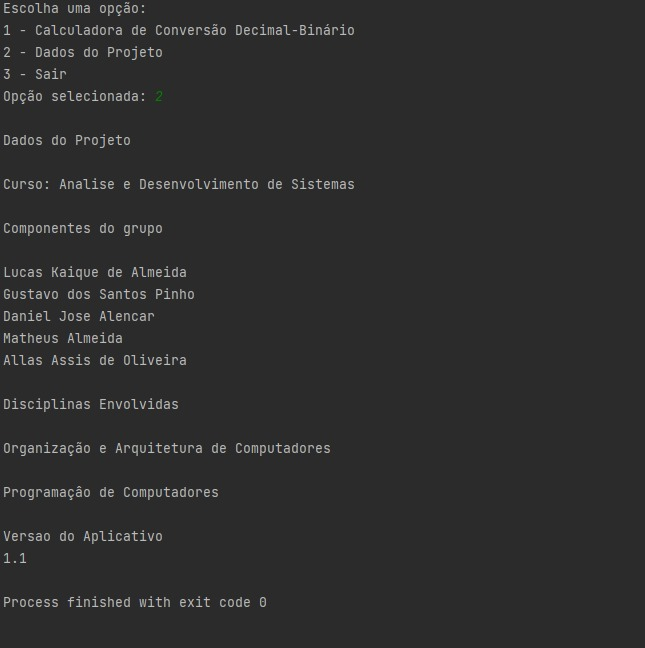 Escolha uma opção:
1 - Calculadora de Conversão Decimal-Binário
2 - Dados do Projeto
3 - Sair
Opção selecionada: 2
Dados do Projeto
Curso: Analise e Desenvolvimento de Sistemas
Componentes do grupo
Lucas Kaique de Almeida
Gustavo dos Santos Pinho
Daniel Jose Alencar
Matheus Almeida
Allas Assis de Oliveira
Disciplinas Envolvidas
Organização e Arquitetura de Computadores
Programaçâo de Computadores
Versao do Aplicativo
1.1
Process finished with exit code 0